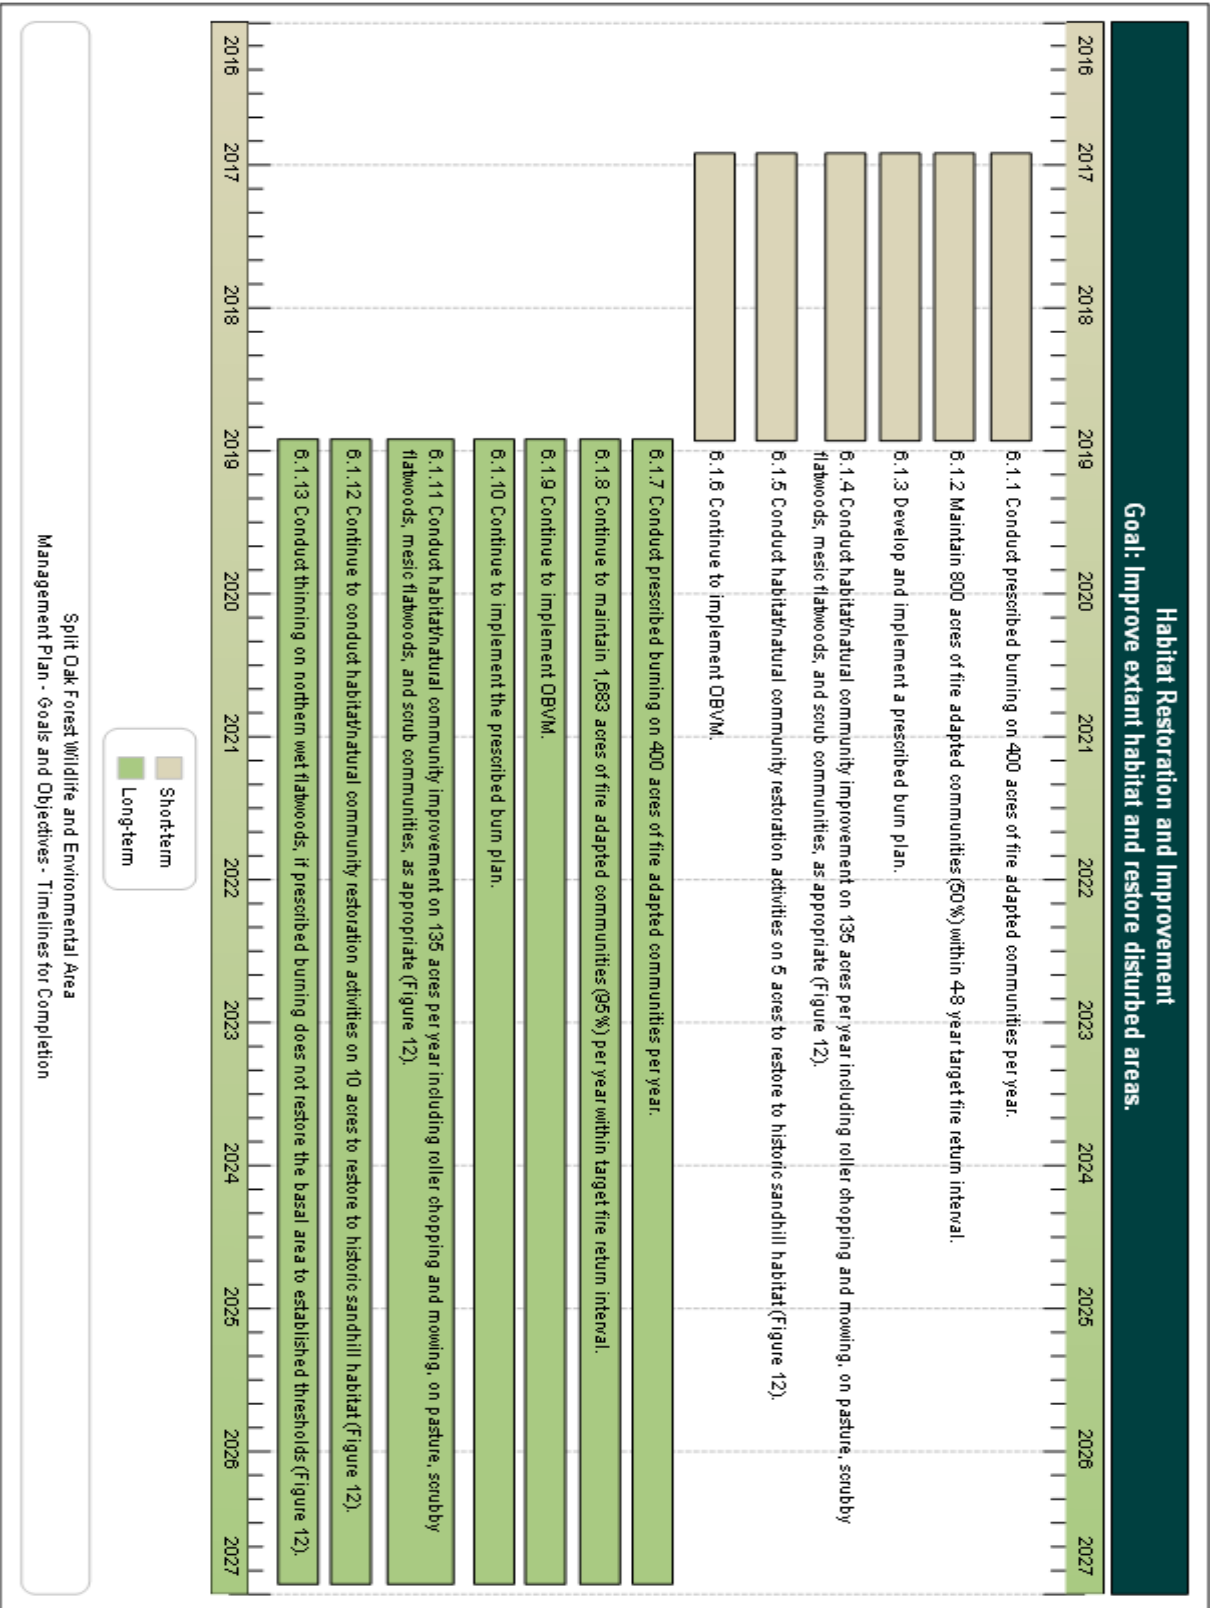 Habitat Restoration and Improvement
Goal: Improve extant habitat and restore disturbed areas.
2016 2017 2018 2019 2020 2021 2022 2023 2024 2025 2026 2027
6.1.1 Conduct prescribed burning on 400 acres of fire adapted communities per year.
6.1.2 Maintain 800 acres of fire adapted communities (50%) within 4-8 year target fire return interval.
6.1.3 Develop and implement a prescribed burn plan.
6.1.4 Conduct habitat/natural community improvement on 135 acres per year including roller chopping and mowing, on pasture, scrubby
flatwoods, mesic flatwoods, and scrub communities, as appropriate (Figure 12).
6.1.5 Conduct habitat/natural community restoration activities on 5 acres to restore to historic sandhill habitat (Figure 12).
6.1.6 Continue to implement OBVM.
6.1.7 Conduct prescribed burning on 400 acres of fire adapted communities per year.
6.1.8 Continue to maintain 1,683 acres of fire adapted communities (95%) per year within target fire return interval.
6.1.9 Continue to implement OBVM.
6.1.10 Continue to implement the prescribed burn plan.
6.1.11 Conduct habitat/natural community improvement on 135 acres per year including roller chopping and mowing, on pasture, scrubby
flatwoods, mesic flatwoods, and scrub communities, as appropriate (Figure 12).
6.1.12 Continue to conduct habitat/natural community restoration activities on 10 acres to restore to historic sandhill habitat (Figure 12).
6.1.13 Conduct thinning on northern wet flatwoods, if prescribed burning does not restore the basal area to established thresholds (Figure 12).
2016 2017 2018 2019 2020 2021 2022 2023 2024 2025 2026 2027
Short-term
Long-term
Split Oak Forest Wildlife and Environmental Area
Management Plan - Goals and Objectives - Timelines for Completion